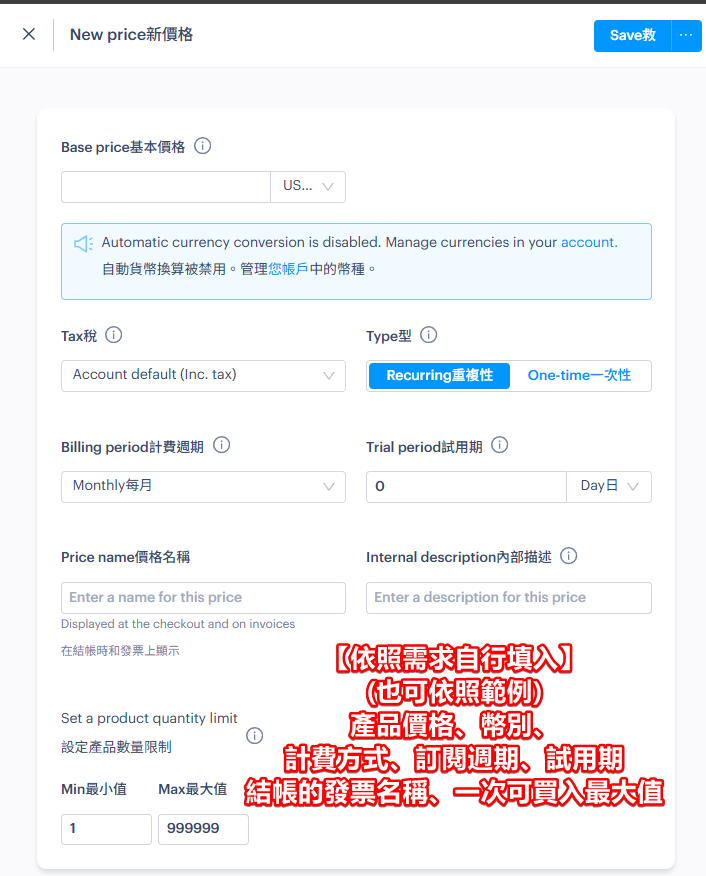 New price新價格
Save救 ...
Base price基本價格
US...
Automatic currency conversion is disabled. Manage currencies in your account.
自動貨幣換算被禁用。管理您帳戶中的幣種。
Tax稅
Type型
Account default (Inc. tax)
Recurring重複性
One-time一次性
Billing period計費週期
Trial period試用期
Monthly每月
0
Day日
Price name價格名稱
Internal description內部描述
Enter a name for this price
Enter a description for this price
Displayed at the checkout and on invoices
在結帳時和發票上顯示
【依照需求自行填入】
(也可依照範例)
產品價格、幣別、
計費方式、訂閱週期、試用期
結帳的發票名稱、一次可買入最大值
Set a product quantity limit
設定產品數量限制
Min最小值
Max最大值
1
999999